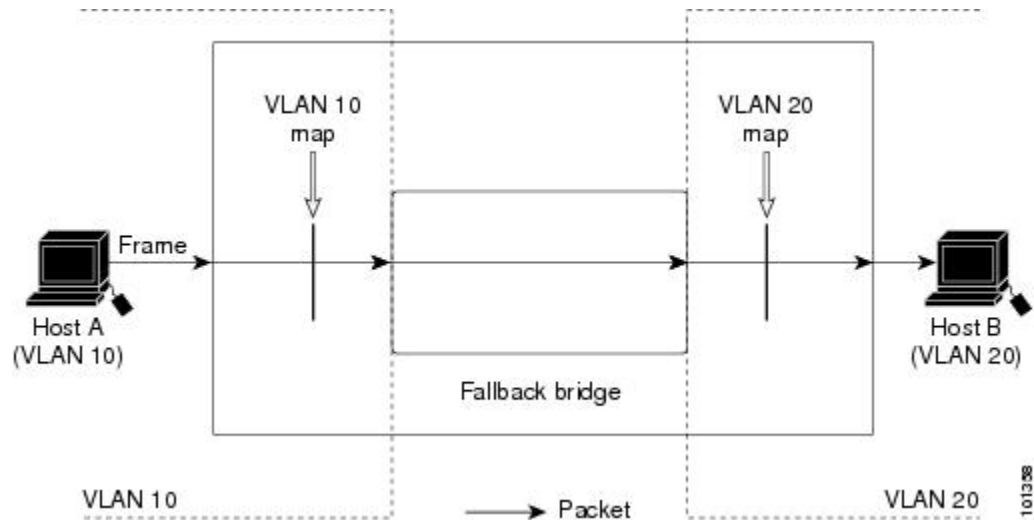 VLAN 10
map
VLAN 20
map
Frame
Host A
(VLAN 10)
Host B
(VLAN 20)
Fallback bridge
VLAN 10
Packet
VLAN 20
101358